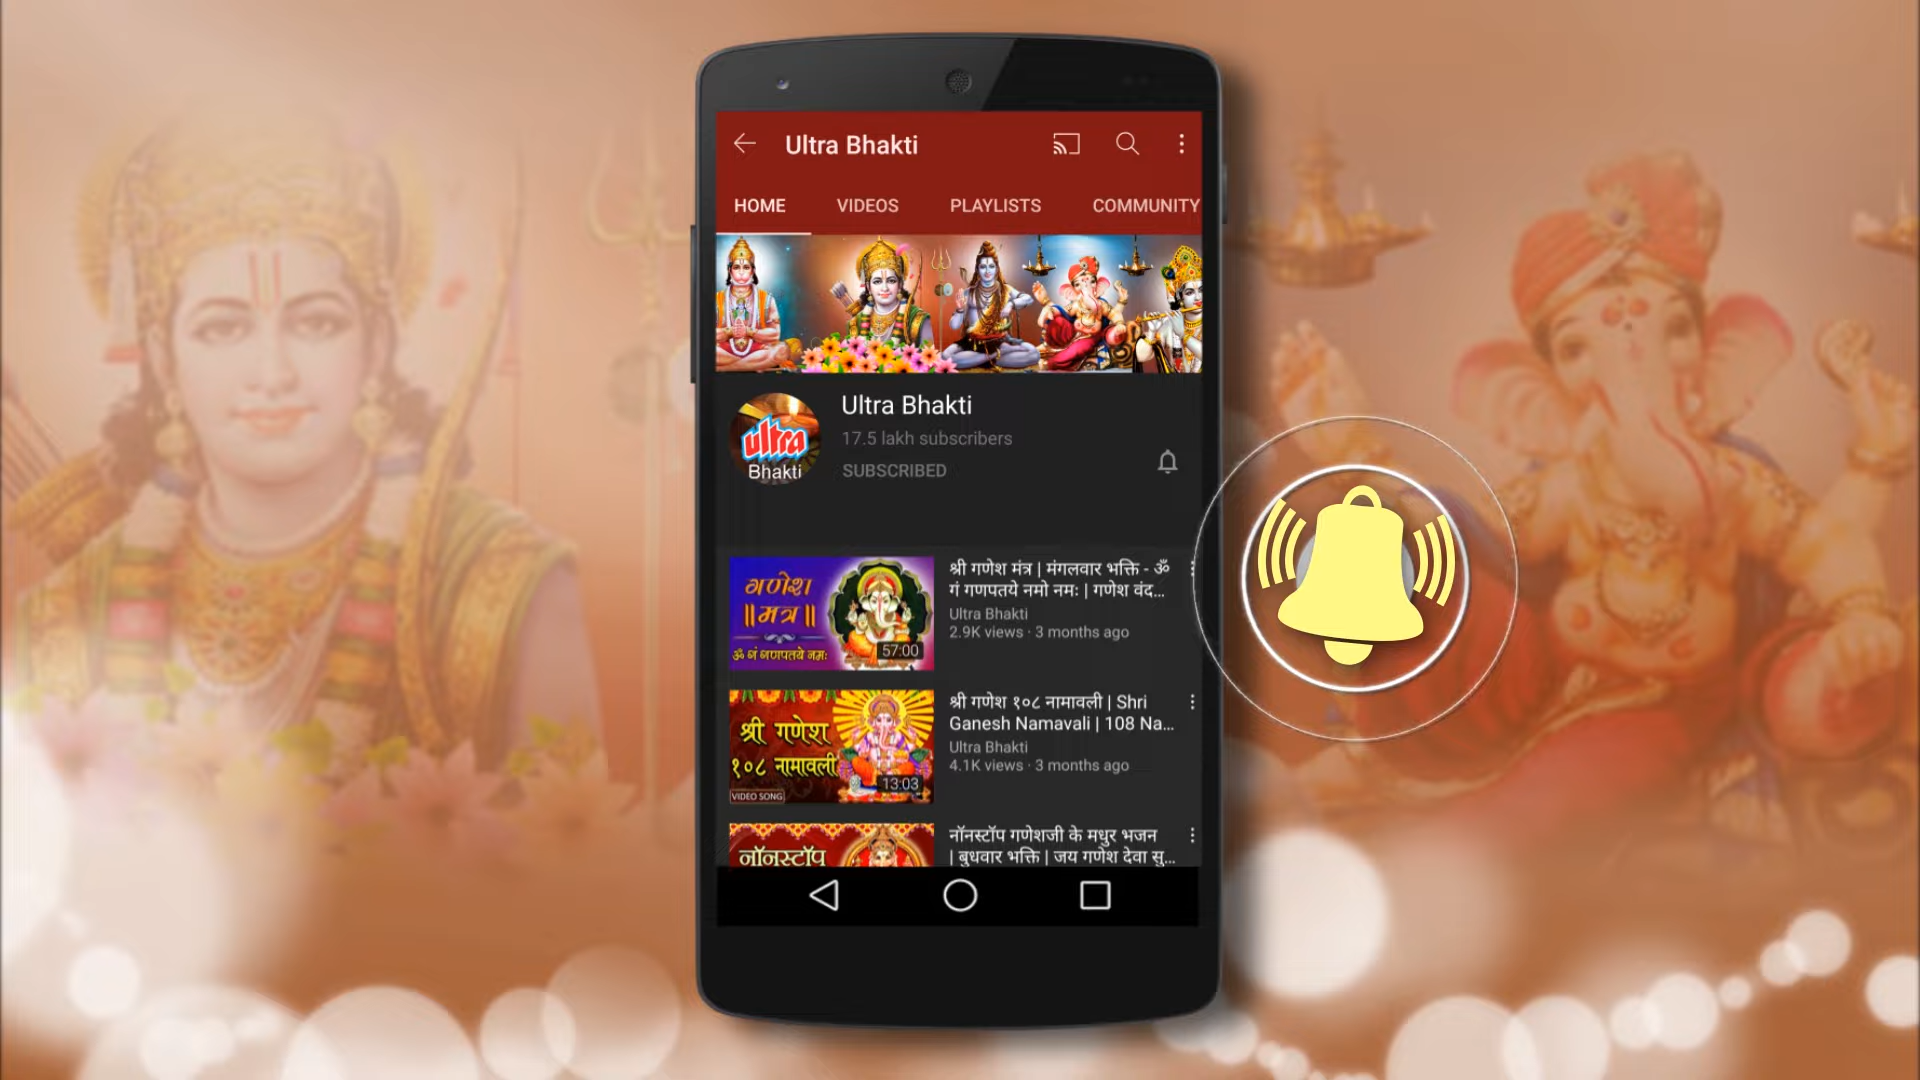 Ultra Bhakti
HOME VIDEOS PLAYLISTS COMMUNITY
ultra
Bhakti
Ultra Bhakti
17.5 lakh subscribers
SUBSCRIBED
गणेश
॥मंत्र॥
ॐ गं गणपतये नमः
57:00
श्री गणेश मंत्र | मंगलवार भक्ति - ॐ
गं गणपतये नमो नमः | गणेश वंद...
Ultra Bhakti
2.9K views · 3 months ago
श्री गणेश
१०८ नामावली
VIDEO SONG
13:03
श्री गणेश १०८ नामावली | Shri
Ganesh Namavali | 108 Na...
Ultra Bhakti
4.1K views · 3 months ago
नॉनस्टॉप
नॉनस्टॉप गणेशजी के मधुर भजन
| बुधवार भक्ति | जय गणेश देवा सु...